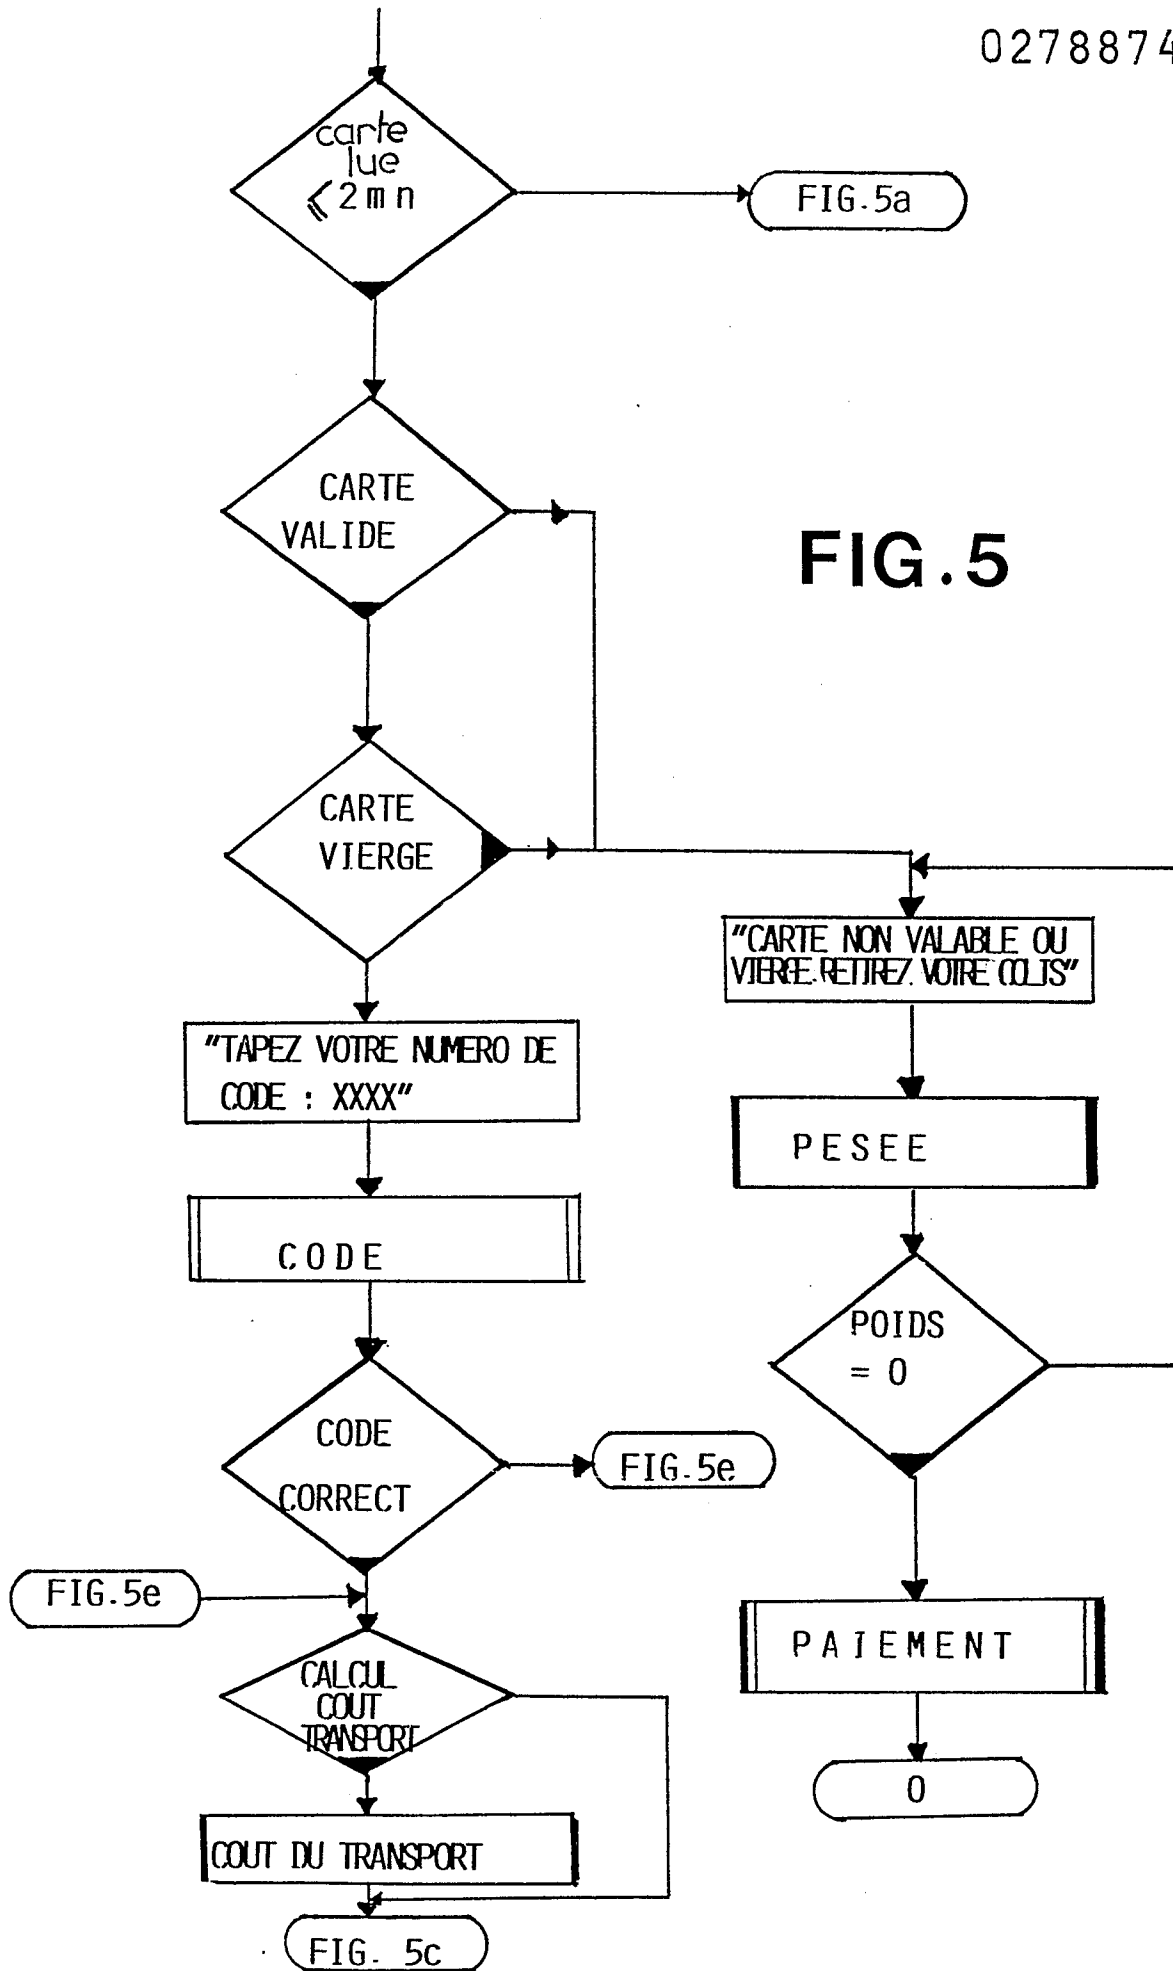 0278874
carte
lue
≤ 2mn
FIG.5a
CARTE
VALIDE
FIG.5
CARTE
VIERGE
"CARTE NON VALABLE OU
VIERGE.RETIREZ VOTRE COLIS"
"TAPEZ VOTRE NUMERO DE
CODE : XXXX"
PESEE
CODE
POIDS
= 0
CODE
CORRECT
FIG.5e
FIG.5e
PAIEMENT
CALCUL
COUT
TRANSPORT
0
COUT DU TRANSPORT
FIG. 5c